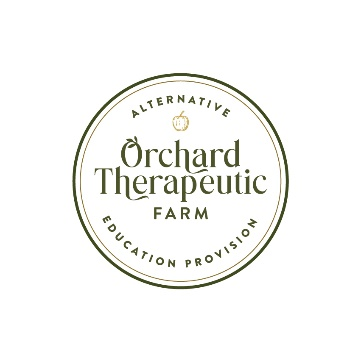 ALTERNATIVE
Orchard
Therapeutic
FARM
EDUCATION PROVISION